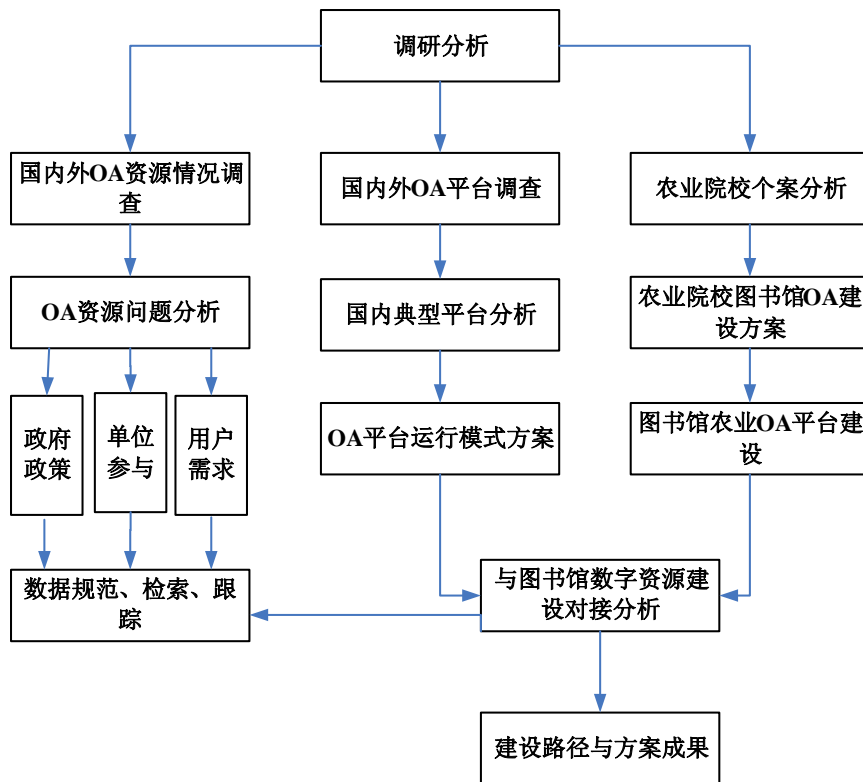 调研分析
国内外OA资源情况调
查
国内外OA平台调查
农业院校个案分析
OA资源问题分析
国内典型平台分析
农业院校图书馆OA建
设方案
政府
政策
单位
参与
用户
需求
OA平台运行模式方案
图书馆农业OA平台建
设
数据规范、检索、跟
踪
与图书馆数字资源建
设对接分析
建设路径与方案成果